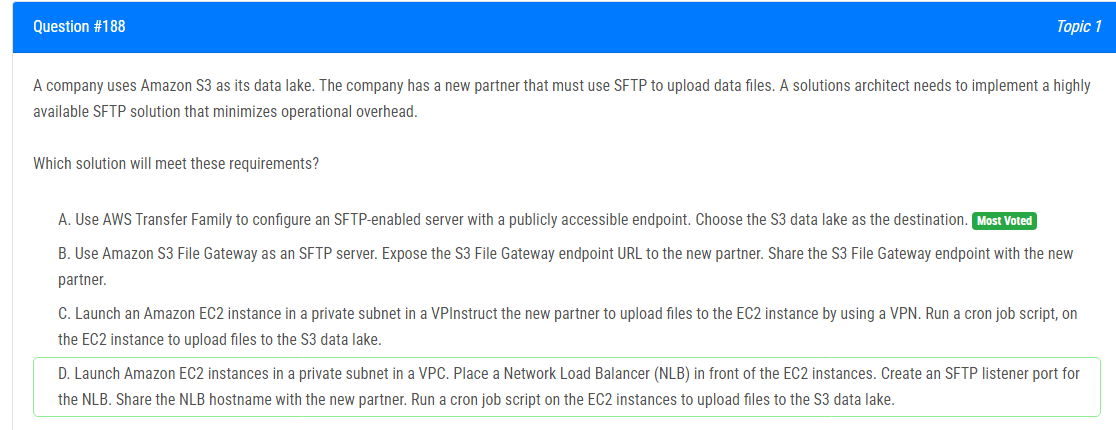 Question #188
Topic 1
A company uses Amazon S3 as its data lake. The company has a new partner that must use SFTP to upload data files. A solutions architect needs to implement a highly
available SFTP solution that minimizes operational overhead.
Which solution will meet these requirements?
A. Use AWS Transfer Family to configure an SFTP-enabled server with a publicly accessible endpoint. Choose the S3 data lake as the destination. Most Voted
B. Use Amazon S3 File Gateway as an SFTP server. Expose the S3 File Gateway endpoint URL to the new partner. Share the S3 File Gateway endpoint with the new
partner.
C. Launch an Amazon EC2 instance in a private subnet in a VPInstruct the new partner to upload files to the EC2 instance by using a VPN. Run a cron job script, on
the EC2 instance to upload files to the S3 data lake.
D. Launch Amazon EC2 instances in a private subnet in a VPC. Place a Network Load Balancer (NLB) in front of the EC2 instances. Create an SFTP listener port for
the NLB. Share the NLB hostname with the new partner. Run a cron job script on the EC2 instances to upload files to the S3 data lake.